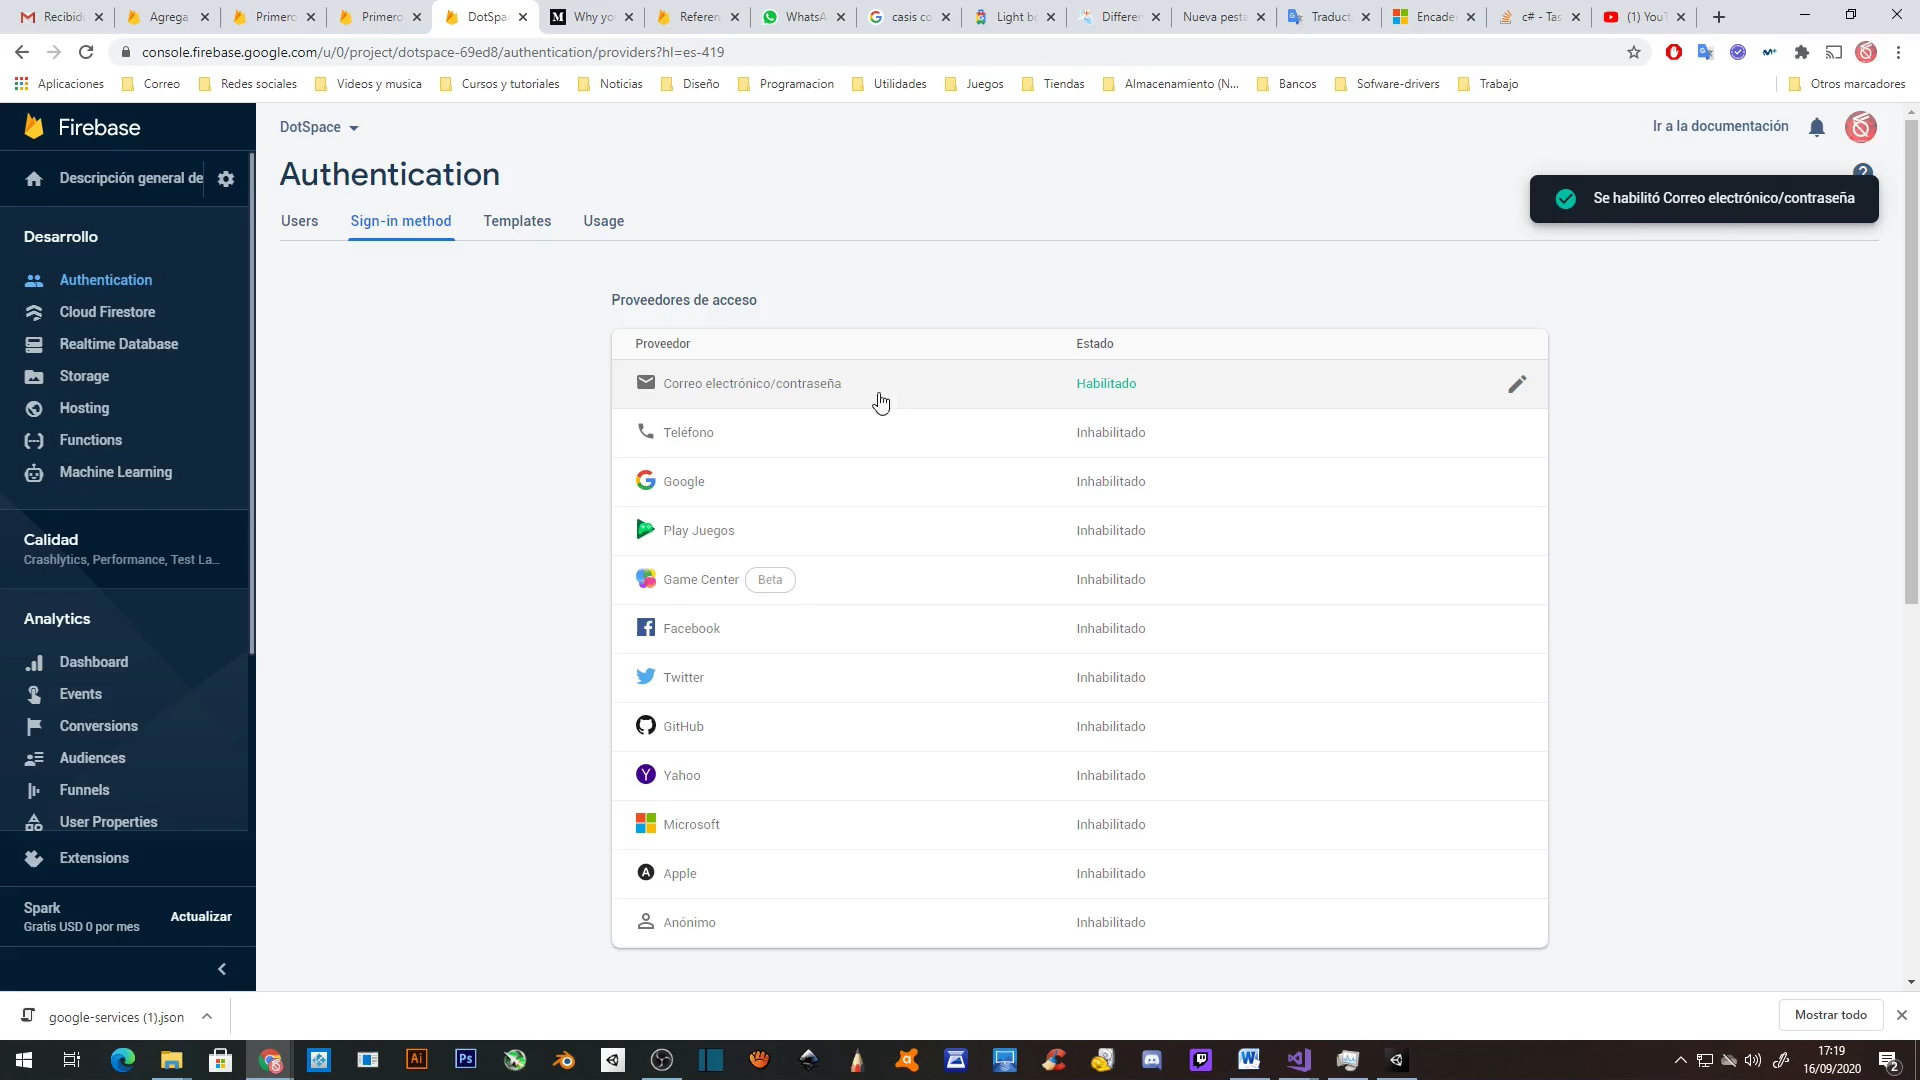 Recibid
Agrega
Primero
Primero
DotSpac
Why yo
Referen
WhatsA
casis co
Light bo
Differen
Nueva pesta
Traducto
Encade
c# - Tas
(1) YouT
console.firebase.google.com/u/0/project/dotspace-69ed8/authentication/providers?hl=es-419
Aplicaciones
Correo
Redes sociales
Videos y musica
Cursos y tutoriales
Noticias
Diseño
Programacion
Utilidades
Juegos
Tiendas
Almacenamiento (N...
Bancos
Sofware-drivers
Trabajo
Otros marcadores
Firebase
DotSpace
Ir a la documentación
Descripción general de
Authentication
Se habilitó Correo electrónico/contraseña
Users
Sign-in method
Templates
Usage
Desarrollo
Authentication
Cloud Firestore
Realtime Database
Storage
Hosting
Functions
Machine Learning
Calidad
Crashlytics, Performance, Test La...
Analytics
Dashboard
Events
Conversions
Audiences
Funnels
User Properties
Extensions
Spark
Gratis USD 0 por mes
Actualizar
Proveedores de acceso
Proveedor Estado
Correo electrónico/contraseña Habilitado
Teléfono Inhabilitado
Google Inhabilitado
Play Juegos Inhabilitado
Game Center Beta Inhabilitado
Facebook Inhabilitado
Twitter Inhabilitado
GitHub Inhabilitado
Yahoo Inhabilitado
Microsoft Inhabilitado
Apple Inhabilitado
Anónimo Inhabilitado
google-services (1).json
Mostrar todo
17:19
16/09/2020
2